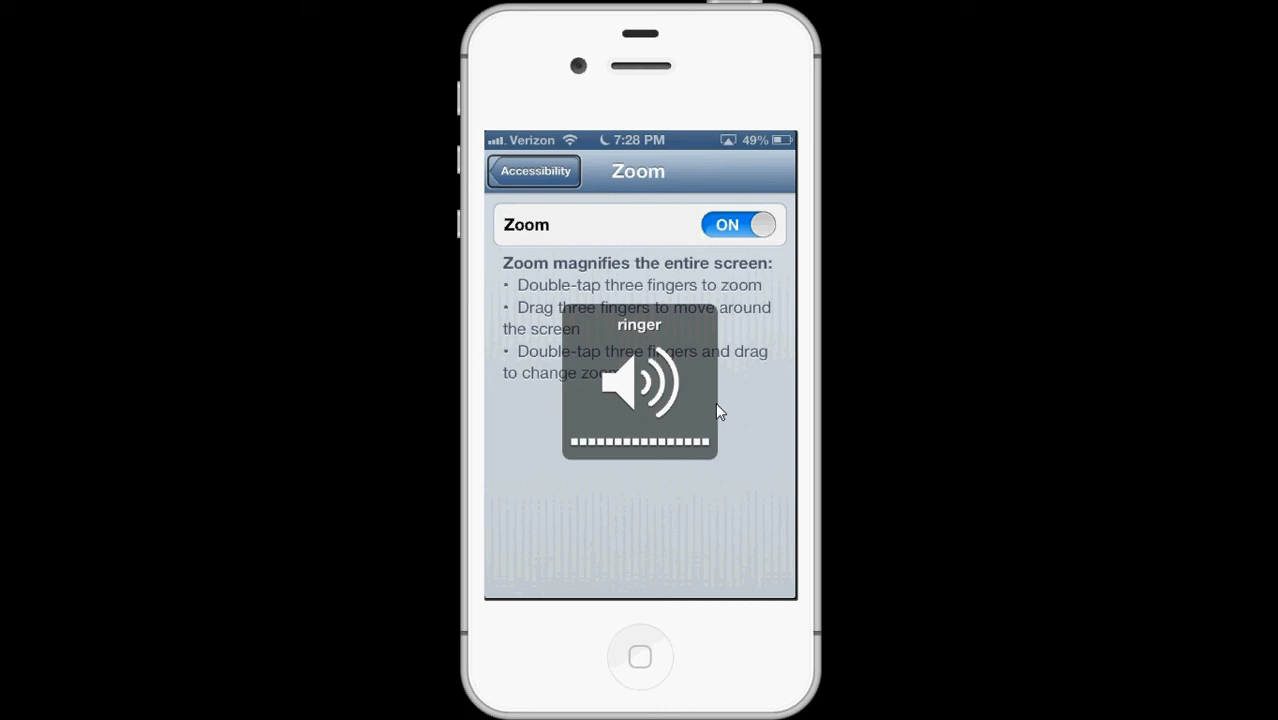 Verizon 7:28 PM 49%
Accessibility Zoom
Zoom ON
Zoom magnifies the entire screen:
• Double-tap three fingers to zoom
• Drag three fingers to move around
the screen
ringer
• Double-tap three fingers and drag
to change zoom